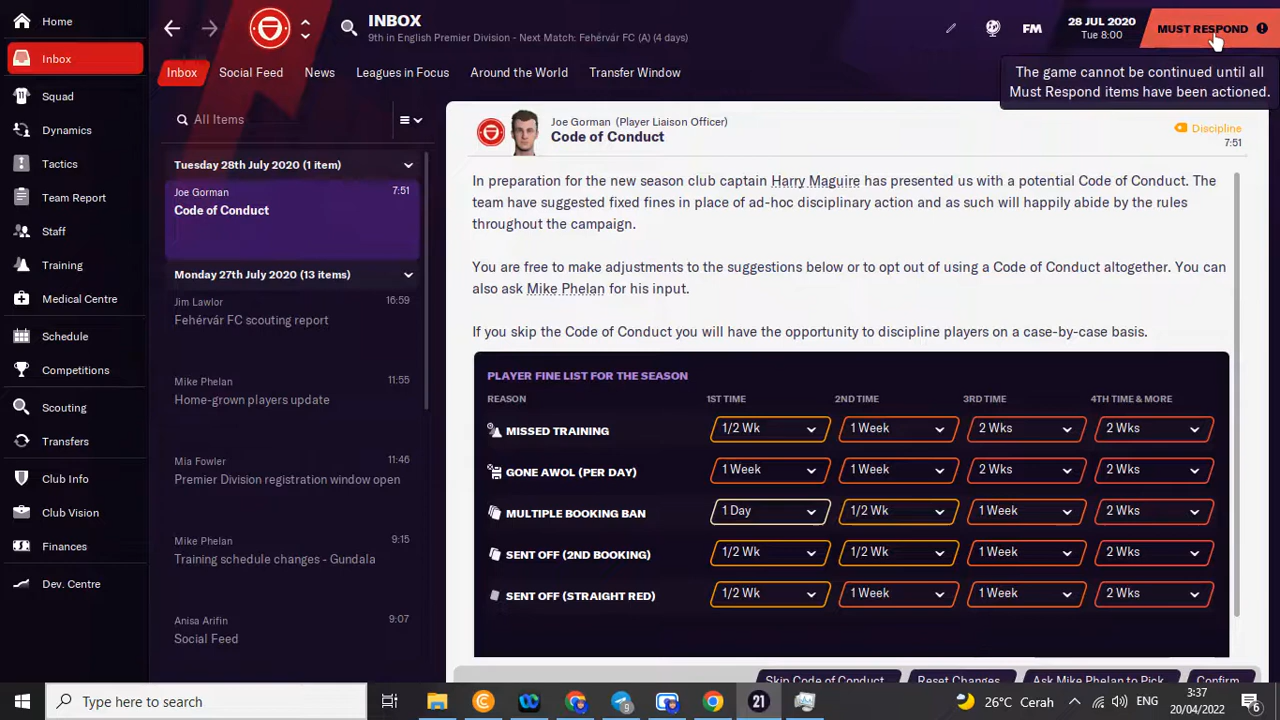 Home
INBOX
9th in English Premier Division - Next Match: Fehérvár FC (A) (4 days)
FM
28 JUL 2020
Tue 8:00
MUST RESPOND
The game cannot be continued until all
Must Respond items have been actioned.
Inbox
Squad
Dynamics
Tactics
Team Report
Staff
Training
Medical Centre
Schedule
Competitions
Scouting
Transfers
Club Info
Club Vision
Finances
Dev. Centre
Inbox
Social Feed
News
Leagues in Focus
Around the World
Transfer Window
All Items
Tuesday 28th July 2020 (1 item)
Joe Gorman
7:51
Code of Conduct
Monday 27th July 2020 (13 items)
Jim Lawlor
16:59
Fehérvár FC scouting report
Mike Phelan
11:55
Home-grown players update
Mia Fowler
11:46
Premier Division registration window open
Mike Phelan
9:15
Training schedule changes - Gundala
Anisa Arifin
9:07
Social Feed
Joe Gorman (Player Liaison Officer)
Code of Conduct
Discipline
7:51
In preparation for the new season club captain Harry Maguire has presented us with a potential Code of Conduct. The
team have suggested fixed fines in place of ad-hoc disciplinary action and as such will happily abide by the rules
throughout the campaign.
You are free to make adjustments to the suggestions below or to opt out of using a Code of Conduct altogether. You can
also ask Mike Phelan for his input.
If you skip the Code of Conduct you will have the opportunity to discipline players on a case-by-case basis.
PLAYER FINE LIST FOR THE SEASON
REASON 1ST TIME 2ND TIME 3RD TIME 4TH TIME & MORE
MISSED TRAINING 1/2 Wk 1 Week 2 Wks 2 Wks
GONE AWOL (PER DAY) 1 Week 1 Week 2 Wks 2 Wks
MULTIPLE BOOKING BAN 1 Day 1/2 Wk 1 Week 2 Wks
SENT OFF (2ND BOOKING) 1/2 Wk 1/2 Wk 1 Week 2 Wks
SENT OFF (STRAIGHT RED) 1/2 Wk 1 Week 1 Week 2 Wks
Skip Code of Conduct Reset Changes Ask Mike Phelan to Pick Confirm
Type here to search
21
26°C Cerah
ENG
3:37
20/04/2022
6